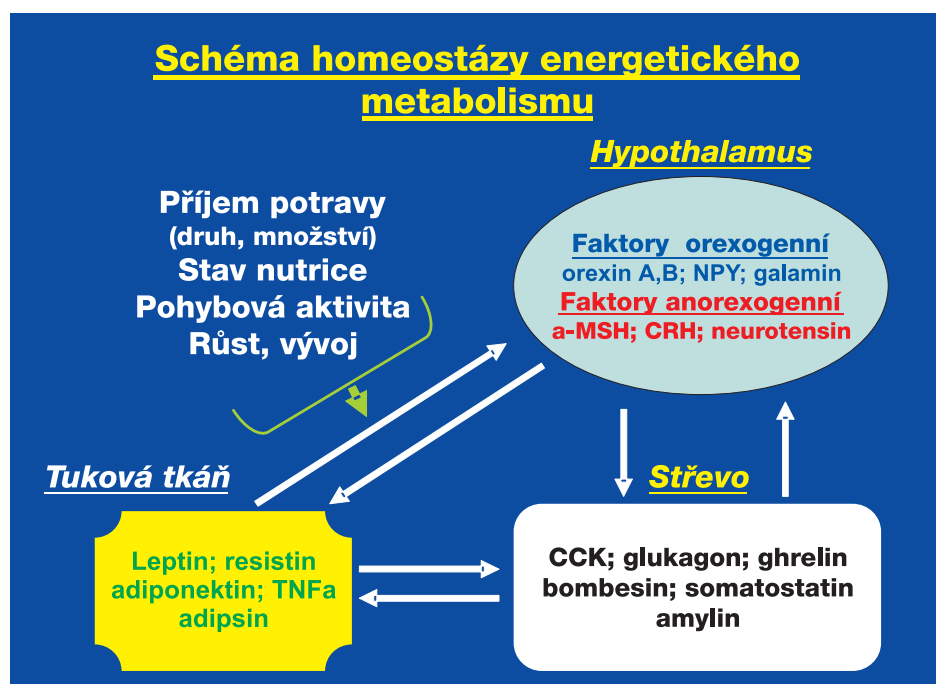 Schéma homeostázy energetického
metabolismu
Hypothalamus
Příjem potravy
(druh, množství)
Stav nutrice
Pohybová aktivita
Růst, vývoj
Faktory orexogenní
orexin A,B; NPY; galamin
Faktory anorexogenní
a-MSH; CRH; neurotensin
Tuková tkáň
Střevo
Leptin; resistin
adiponektin; TNFa
adipsin
CCK; glukagon; ghrelin
bombesin; somatostatin
amylin